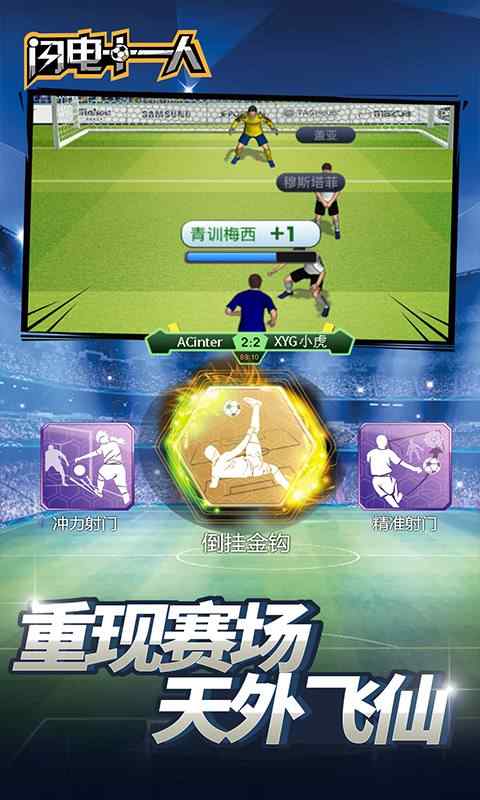 闪电十一人
SAMSUNG
盖亚
穆斯塔菲
青训梅西 +1
ACinter 2:2 XYG小虎
89:10
冲力射门
倒挂金钩
精准射门
重现赛场
天外飞仙